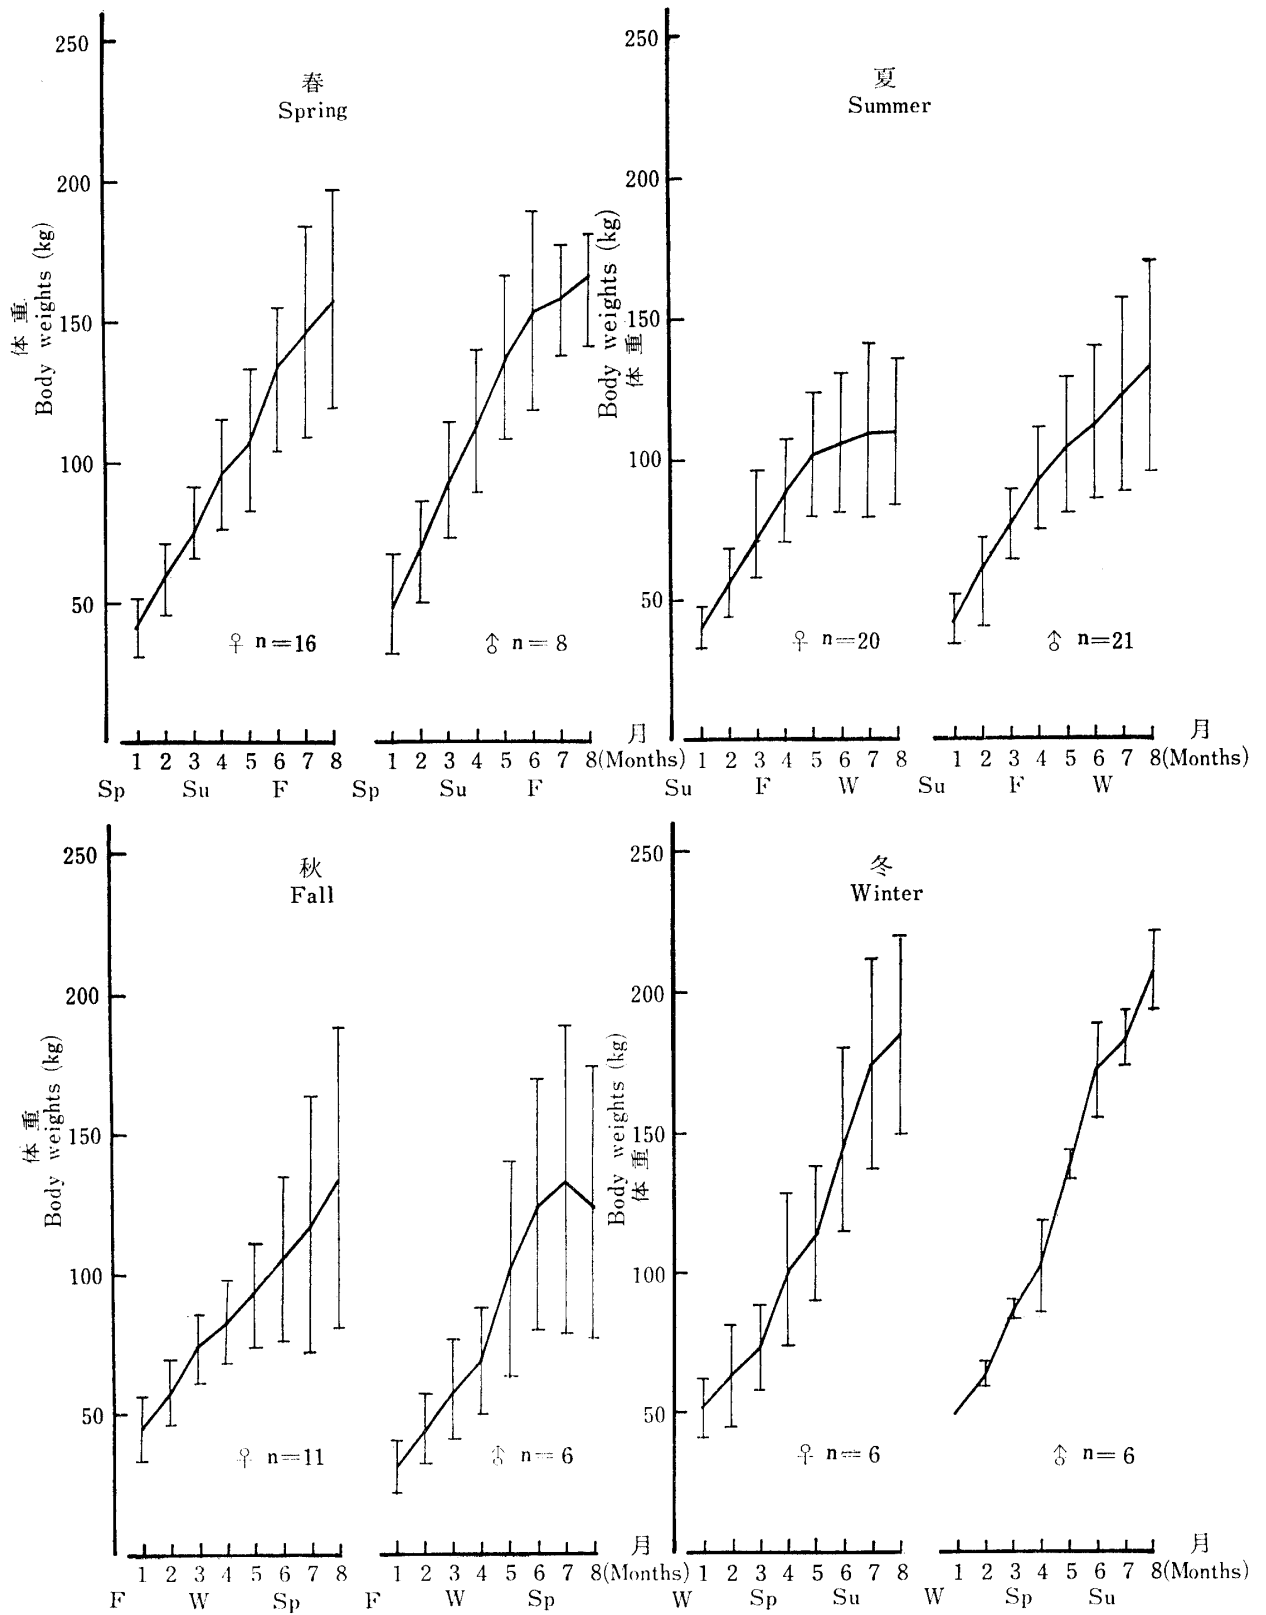 春
Spring
250
200
150
100
50
体重
Body weights (kg)
♀ n=16
♂ n=8
月
1 2 3 4 5 6 7 8
1 2 3 4 5 6 7 8(Months)
Sp Su F
Sp Su F
夏
Summer
250
200
150
100
50
Body weights (kg)
体重
♀ n=20
♂ n=21
月
1 2 3 4 5 6 7 8
1 2 3 4 5 6 7 8(Months)
Su F W
Su F W
秋
Fall
250
200
150
100
50
体重
Body weights (kg)
♀ n=11
♂ n=6
月
1 2 3 4 5 6 7 8
1 2 3 4 5 6 7 8(Months)
F W Sp
F W Sp
冬
Winter
250
200
150
100
50
Body weights (kg)
体重
♀ n=6
♂ n=6
月
1 2 3 4 5 6 7 8
1 2 3 4 5 6 7 8(Months)
W Sp Su
W Sp Su